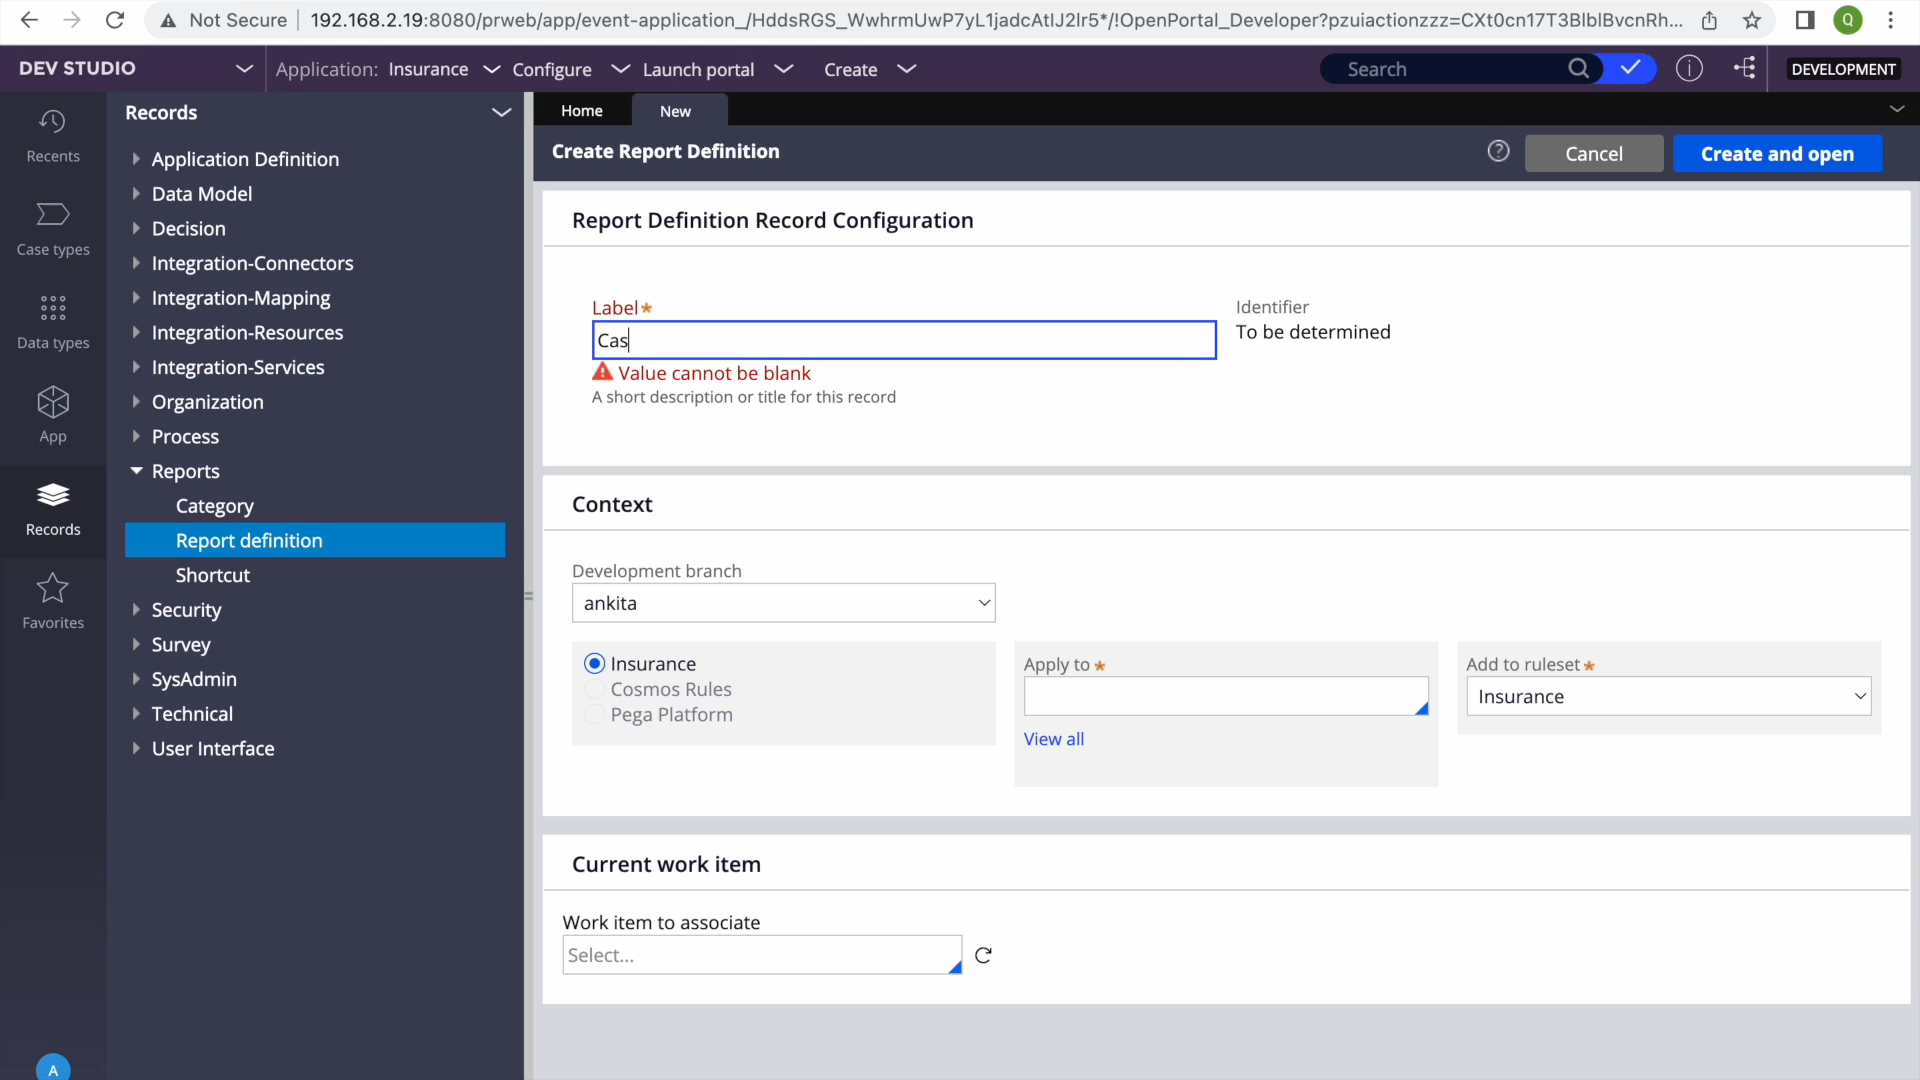 Not Secure
192.168.2.19:8080/prweb/app/event-application_/HddsRGS_WwhrmUwP7yL1jadcAtlJ2lr5*/!OpenPortal_Developer?pzuiactionzzz=CXt0cn17T3BlblBvcnRh...
Q
DEV STUDIO
Application: Insurance
Configure
Launch portal
Create
Search
DEVELOPMENT
Recents
Case types
Data types
App
Records
Favorites
A
Records
Application Definition
Data Model
Decision
Integration-Connectors
Integration-Mapping
Integration-Resources
Integration-Services
Organization
Process
Reports
Category
Report definition
Shortcut
Security
Survey
SysAdmin
Technical
User Interface
Home
New
Create Report Definition
Cancel
Create and open
Report Definition Record Configuration
Label*
Cas
Value cannot be blank
A short description or title for this record
Identifier
To be determined
Context
Development branch
ankita
Insurance
Cosmos Rules
Pega Platform
Apply to *
View all
Add to ruleset *
Insurance
Current work item
Work item to associate
Select...